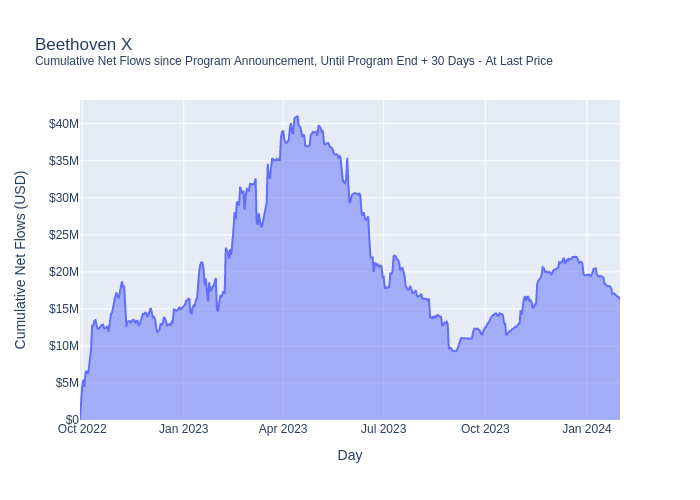 Beethoven X
Cumulative Net Flows since Program Announcement, Until Program End + 30 Days - At Last Price
$40M
$35M
$30M
$25M
$20M
$15M
$10M
$5M
$0
Cumulative Net Flows (USD)
Oct 2022 Jan 2023 Apr 2023 Jul 2023 Oct 2023 Jan 2024
Day